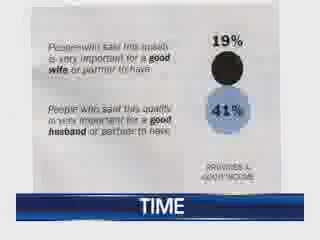 People who said this quality
is very important for a good
wife or partner to have
19%
People who said this quality
is very important for a good
husband or partner to have
41%
PROVIDES A
GOOD INCOME
TIME